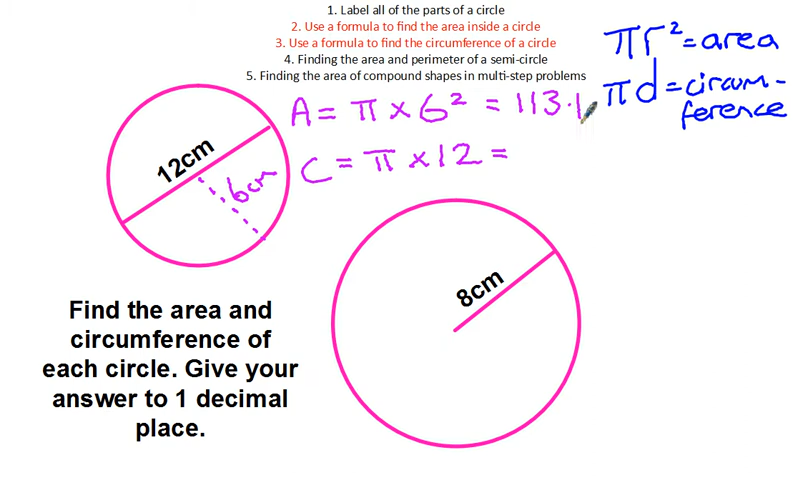 1. Label all of the parts of a circle
2. Use a formula to find the area inside a circle
3. Use a formula to find the circumference of a circle
4. Finding the area and perimeter of a semi-circle
5. Finding the area of compound shapes in multi-step problems
πr² = area
πd = circum-
ference
A = π × 6² = 113.1
C = π × 12 =
12cm
6cm
8cm
Find the area and
circumference of
each circle. Give your
answer to 1 decimal
place.